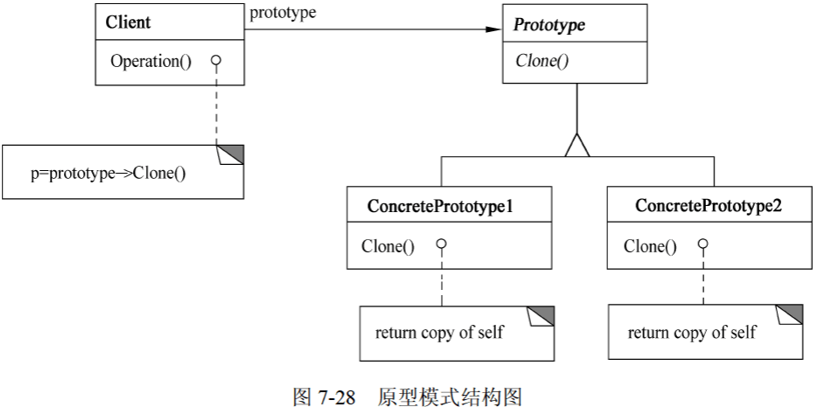 Client
prototype
Prototype
Operation()
Clone()
p=prototype->Clone()
ConcretePrototype1
ConcretePrototype2
Clone()
Clone()
return copy of self
return copy of self
图 7-28 原型模式结构图